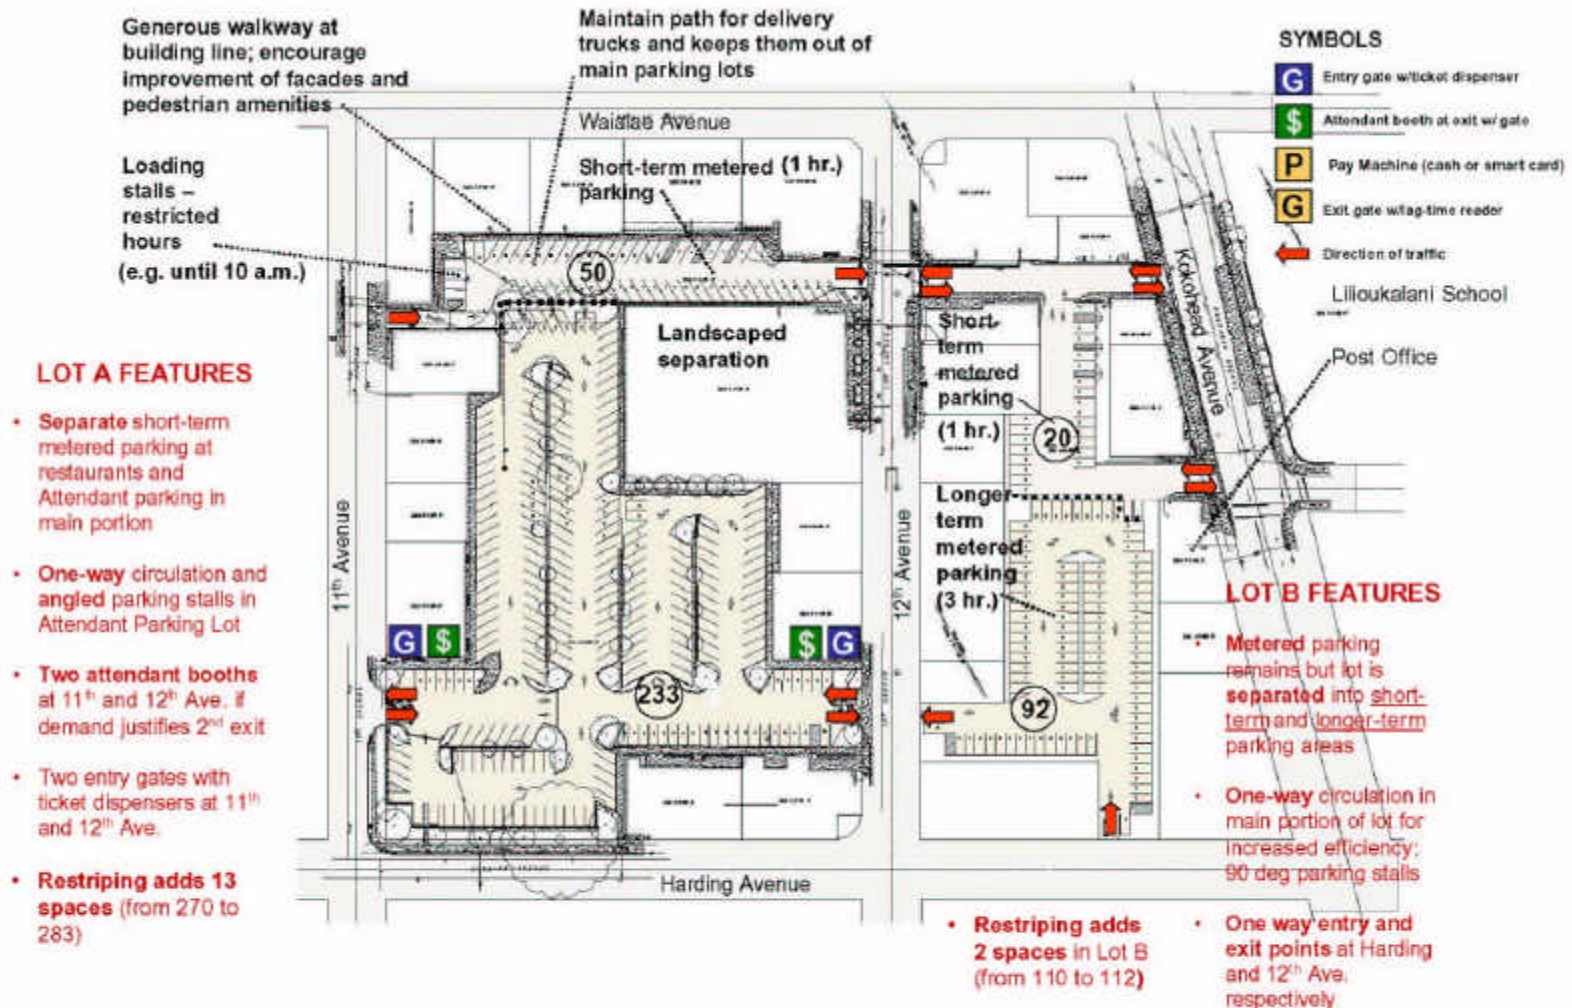 Generous walkway at
building line; encourage
improvement of facades and
pedestrian amenities
Maintain path for delivery
trucks and keeps them out of
main parking lots
SYMBOLS
G Entry gate w/ticket dispenser
$ Attendant booth at exit w/ gate
P Pay Machine (cash or smart card)
G Exit gate w/lag-time reader
Direction of traffic
Waialae Avenue
Loading
stalls –
restricted
hours
(e.g. until 10 a.m.)
Short-term metered (1 hr.)
parking
50
Kokohead Avenue
Lilioukalani School
Post Office
Landscaped
separation
Short-
term
metered
parking
(1 hr.)
20
LOT A FEATURES
• Separate short-term
metered parking at
restaurants and
Attendant parking in
main portion
• One-way circulation and
angled parking stalls in
Attendant Parking Lot
• Two attendant booths
at 11th and 12th Ave. if
demand justifies 2nd exit
• Two entry gates with
ticket dispensers at 11th
and 12th Ave.
• Restriping adds 13
spaces (from 270 to
283)
11th Avenue
12th Avenue
Longer-
term
metered
parking
(3 hr.)
G $
$ G
233
92
LOT B FEATURES
• Metered parking
remains but lot is
separated into short-
term and longer-term
parking areas
• One-way circulation in
main portion of lot for
increased efficiency;
90 deg parking stalls
• One way entry and
exit points at Harding
and 12th Ave.
respectively
Harding Avenue
• Restriping adds
2 spaces in Lot B
(from 110 to 112)